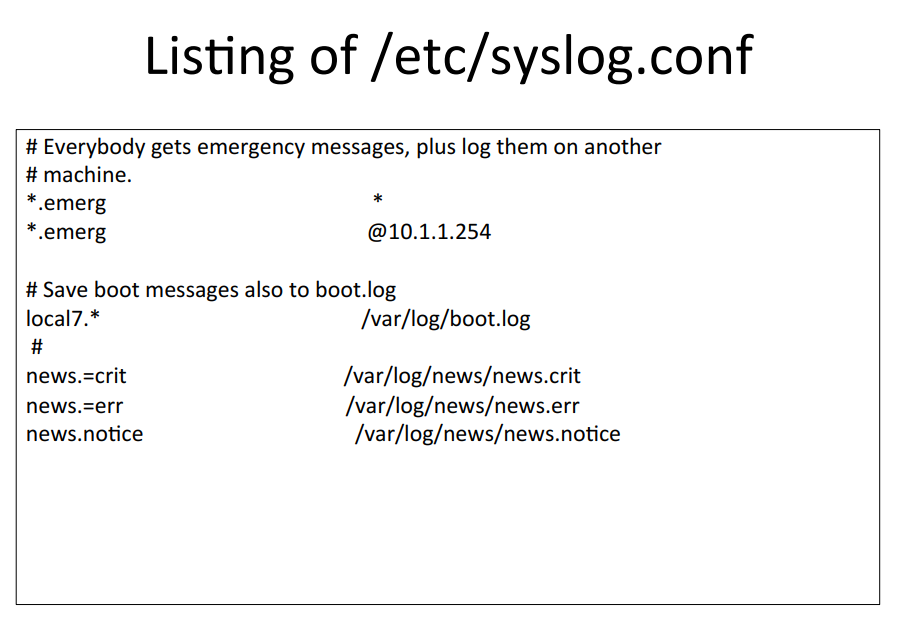 Listing of /etc/syslog.conf
# Everybody gets emergency messages, plus log them on another
# machine.
*.emerg *
*.emerg @10.1.1.254
# Save boot messages also to boot.log
local7.* /var/log/boot.log
#
news.=crit /var/log/news/news.crit
news.=err /var/log/news/news.err
news.notice /var/log/news/news.notice